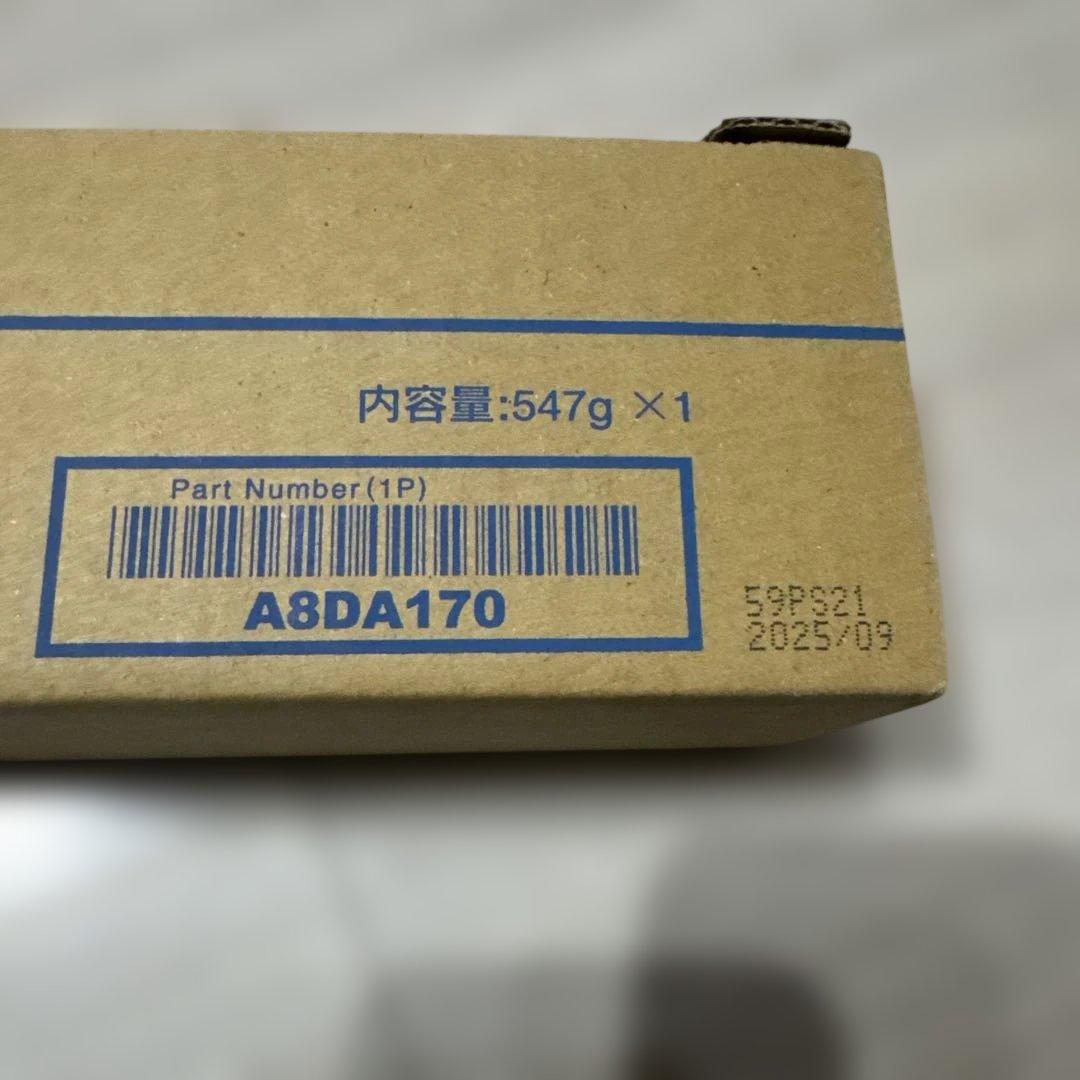 内容量:547g ×1
Part Number(1P)
A8DA170
59PS21
2025/09